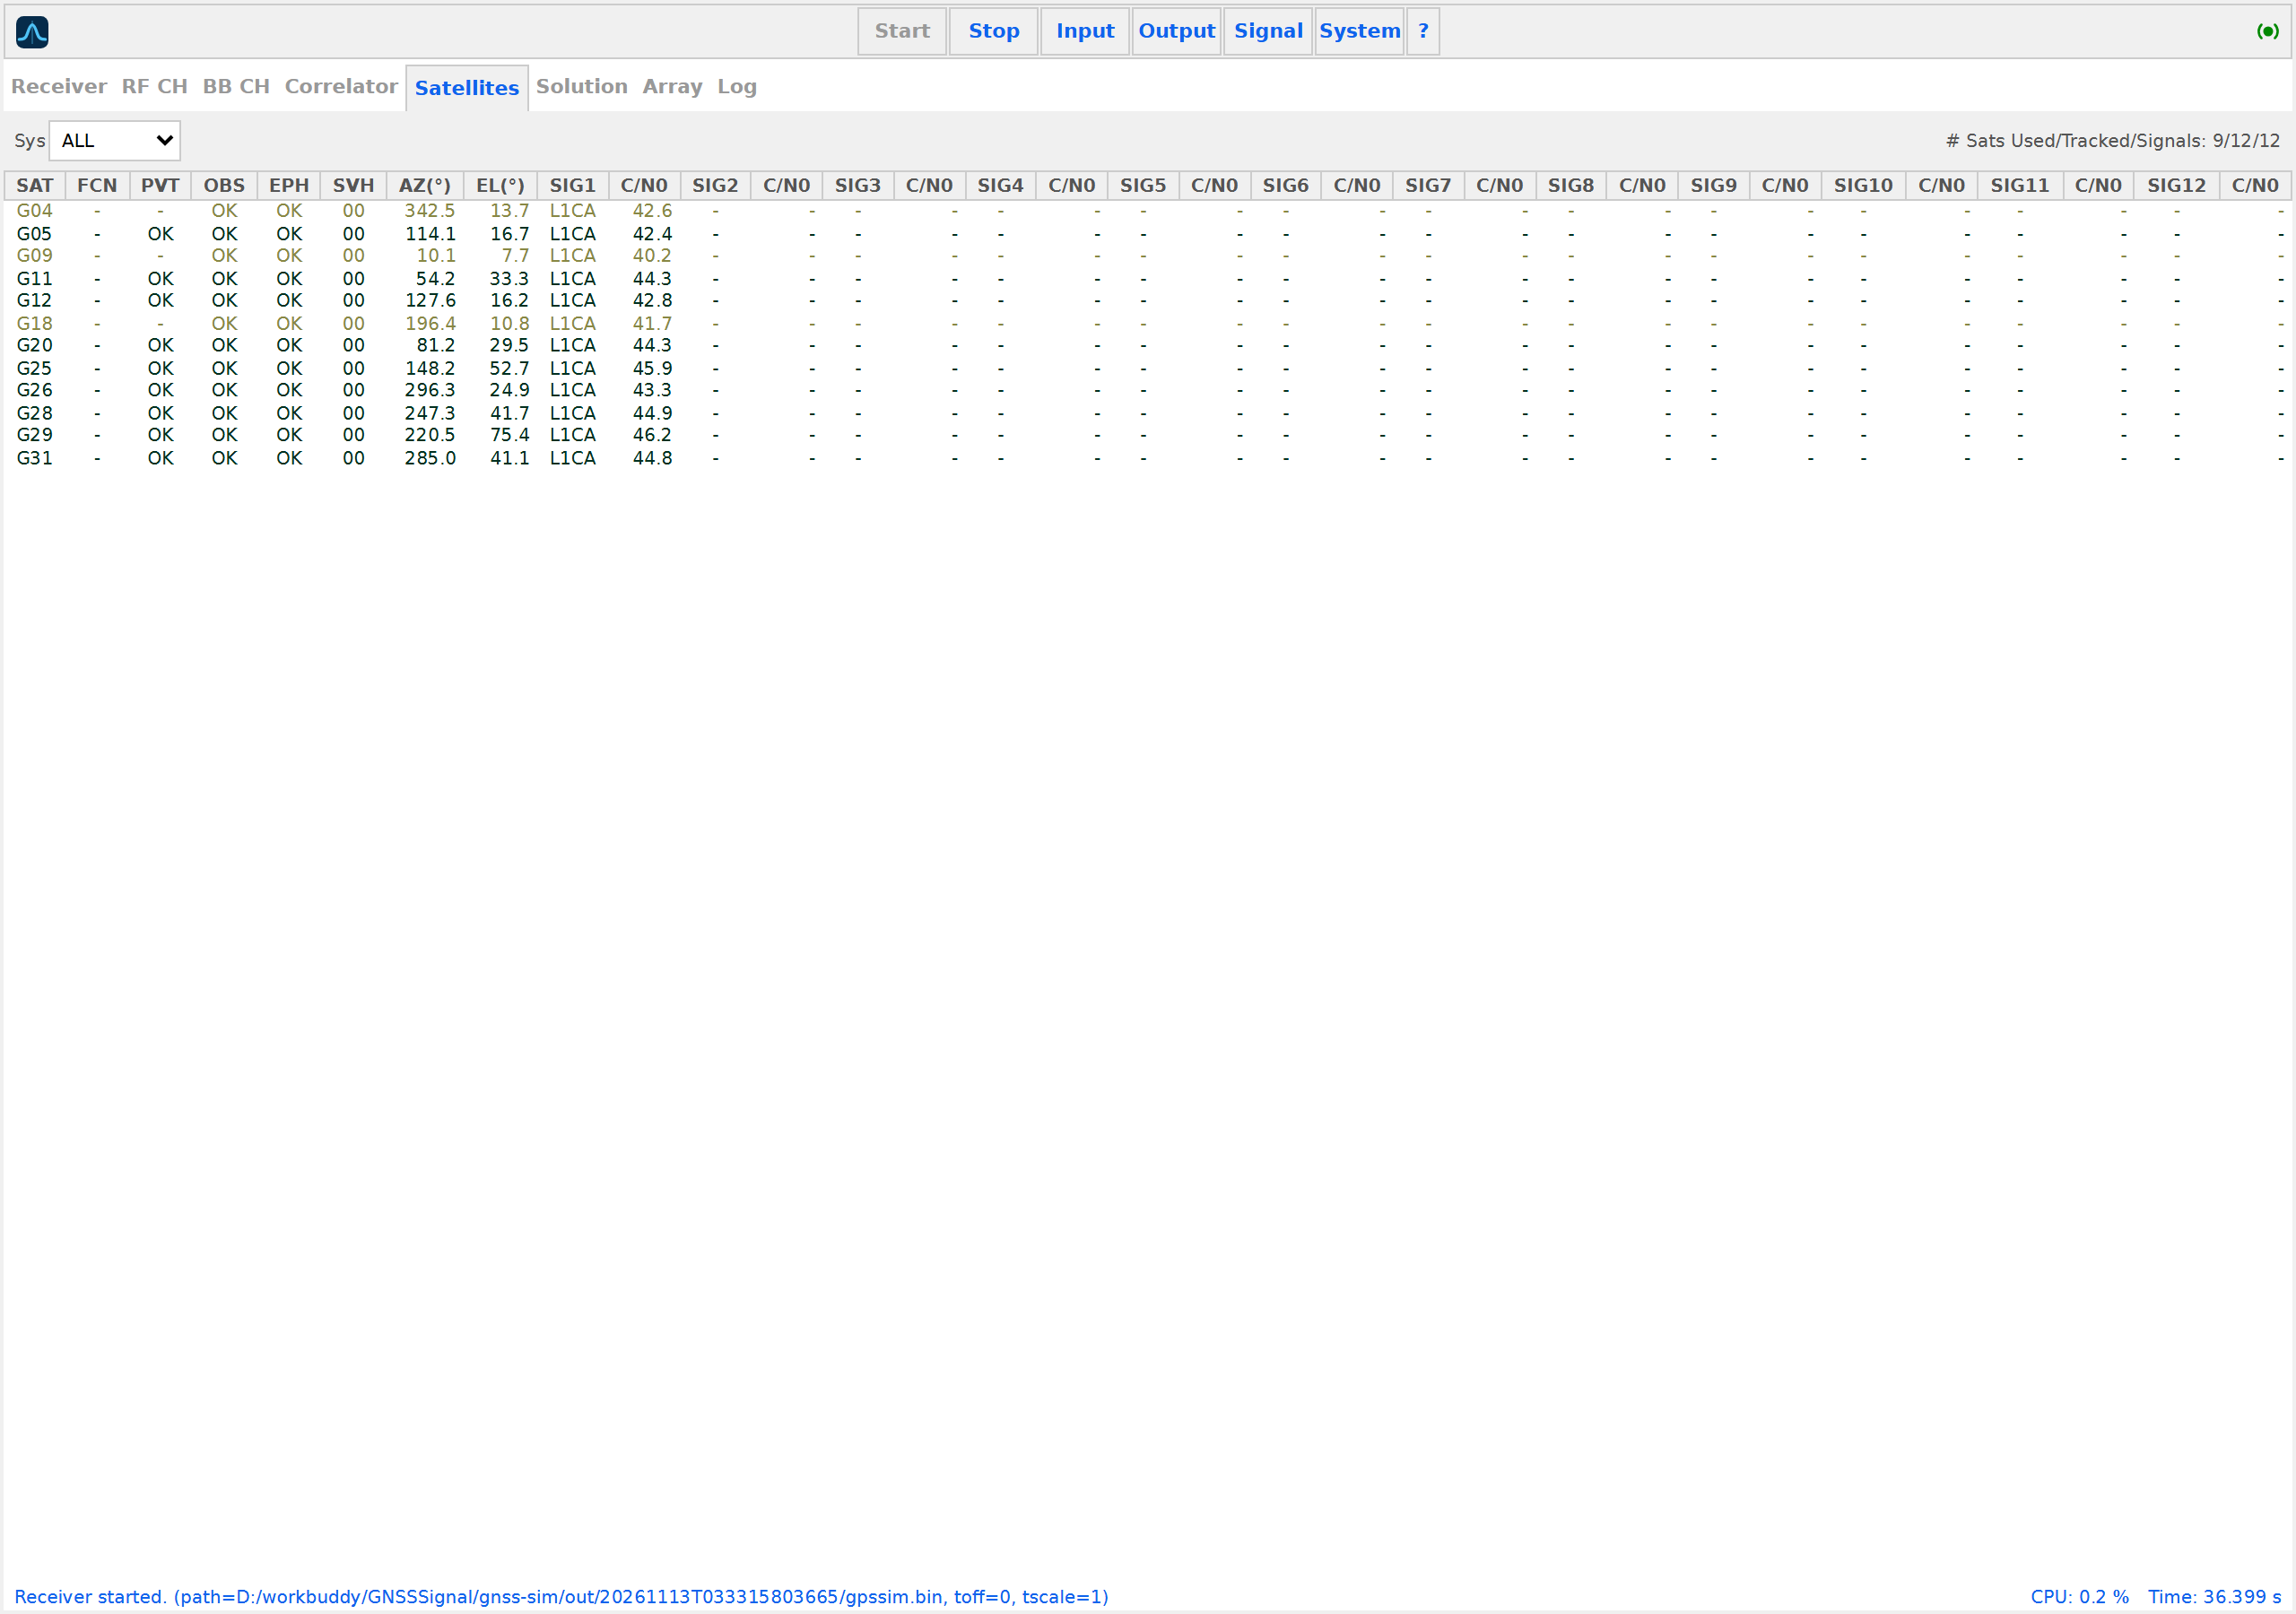 Start Stop Input Output Signal System ?
Receiver RF CH BB CH Correlator Satellites Solution Array Log
Sys ALL # Sats Used/Tracked/Signals: 9/12/12
SAT FCN PVT OBS EPH SVH AZ(°) EL(°) SIG1 C/N0 SIG2 C/N0 SIG3 C/N0 SIG4 C/N0 SIG5 C/N0 SIG6 C/N0 SIG7 C/N0 SIG8 C/N0 SIG9 C/N0 SIG10 C/N0 SIG11 C/N0 SIG12 C/N0
G04 - - OK OK 00 342.5 13.7 L1CA 42.6 - - - - - - - - - - - - - - - - - - - - - -
G05 - OK OK OK 00 114.1 16.7 L1CA 42.4 - - - - - - - - - - - - - - - - - - - - - -
G09 - - OK OK 00 10.1 7.7 L1CA 40.2 - - - - - - - - - - - - - - - - - - - - - -
G11 - OK OK OK 00 54.2 33.3 L1CA 44.3 - - - - - - - - - - - - - - - - - - - - - -
G12 - OK OK OK 00 127.6 16.2 L1CA 42.8 - - - - - - - - - - - - - - - - - - - - - -
G18 - - OK OK 00 196.4 10.8 L1CA 41.7 - - - - - - - - - - - - - - - - - - - - - -
G20 - OK OK OK 00 81.2 29.5 L1CA 44.3 - - - - - - - - - - - - - - - - - - - - - -
G25 - OK OK OK 00 148.2 52.7 L1CA 45.9 - - - - - - - - - - - - - - - - - - - - - -
G26 - OK OK OK 00 296.3 24.9 L1CA 43.3 - - - - - - - - - - - - - - - - - - - - - -
G28 - OK OK OK 00 247.3 41.7 L1CA 44.9 - - - - - - - - - - - - - - - - - - - - - -
G29 - OK OK OK 00 220.5 75.4 L1CA 46.2 - - - - - - - - - - - - - - - - - - - - - -
G31 - OK OK OK 00 285.0 41.1 L1CA 44.8 - - - - - - - - - - - - - - - - - - - - - -
Receiver started. (path=D:/workbuddy/GNSSSignal/gnss-sim/out/20261113T033315803665/gpssim.bin, toff=0, tscale=1) CPU: 0.2 % Time: 36.399 s